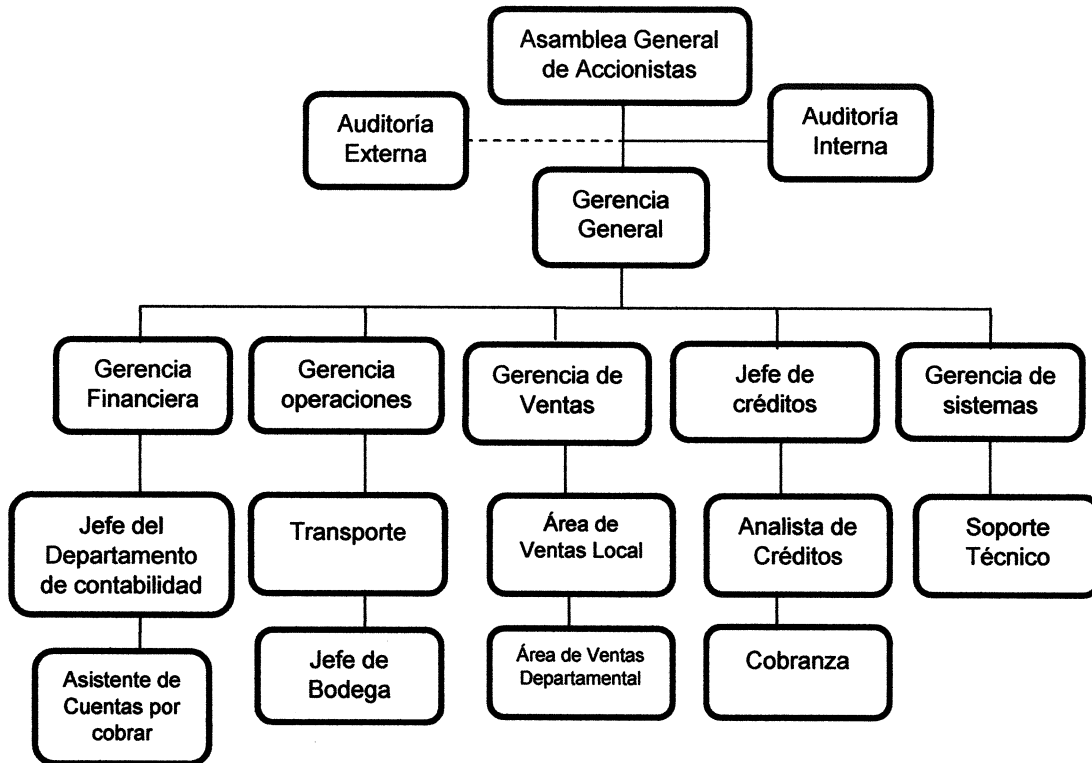 Asamblea General
de Accionistas
Auditoría
Externa
Auditoría
Interna
Gerencia
General
Gerencia
Financiera
Gerencia
operaciones
Gerencia de
Ventas
Jefe de
créditos
Gerencia de
sistemas
Jefe del
Departamento
de contabilidad
Transporte
Área de
Ventas Local
Analista de
Créditos
Soporte
Técnico
Asistente de
Cuentas por
cobrar
Jefe de
Bodega
Área de Ventas
Departamental
Cobranza